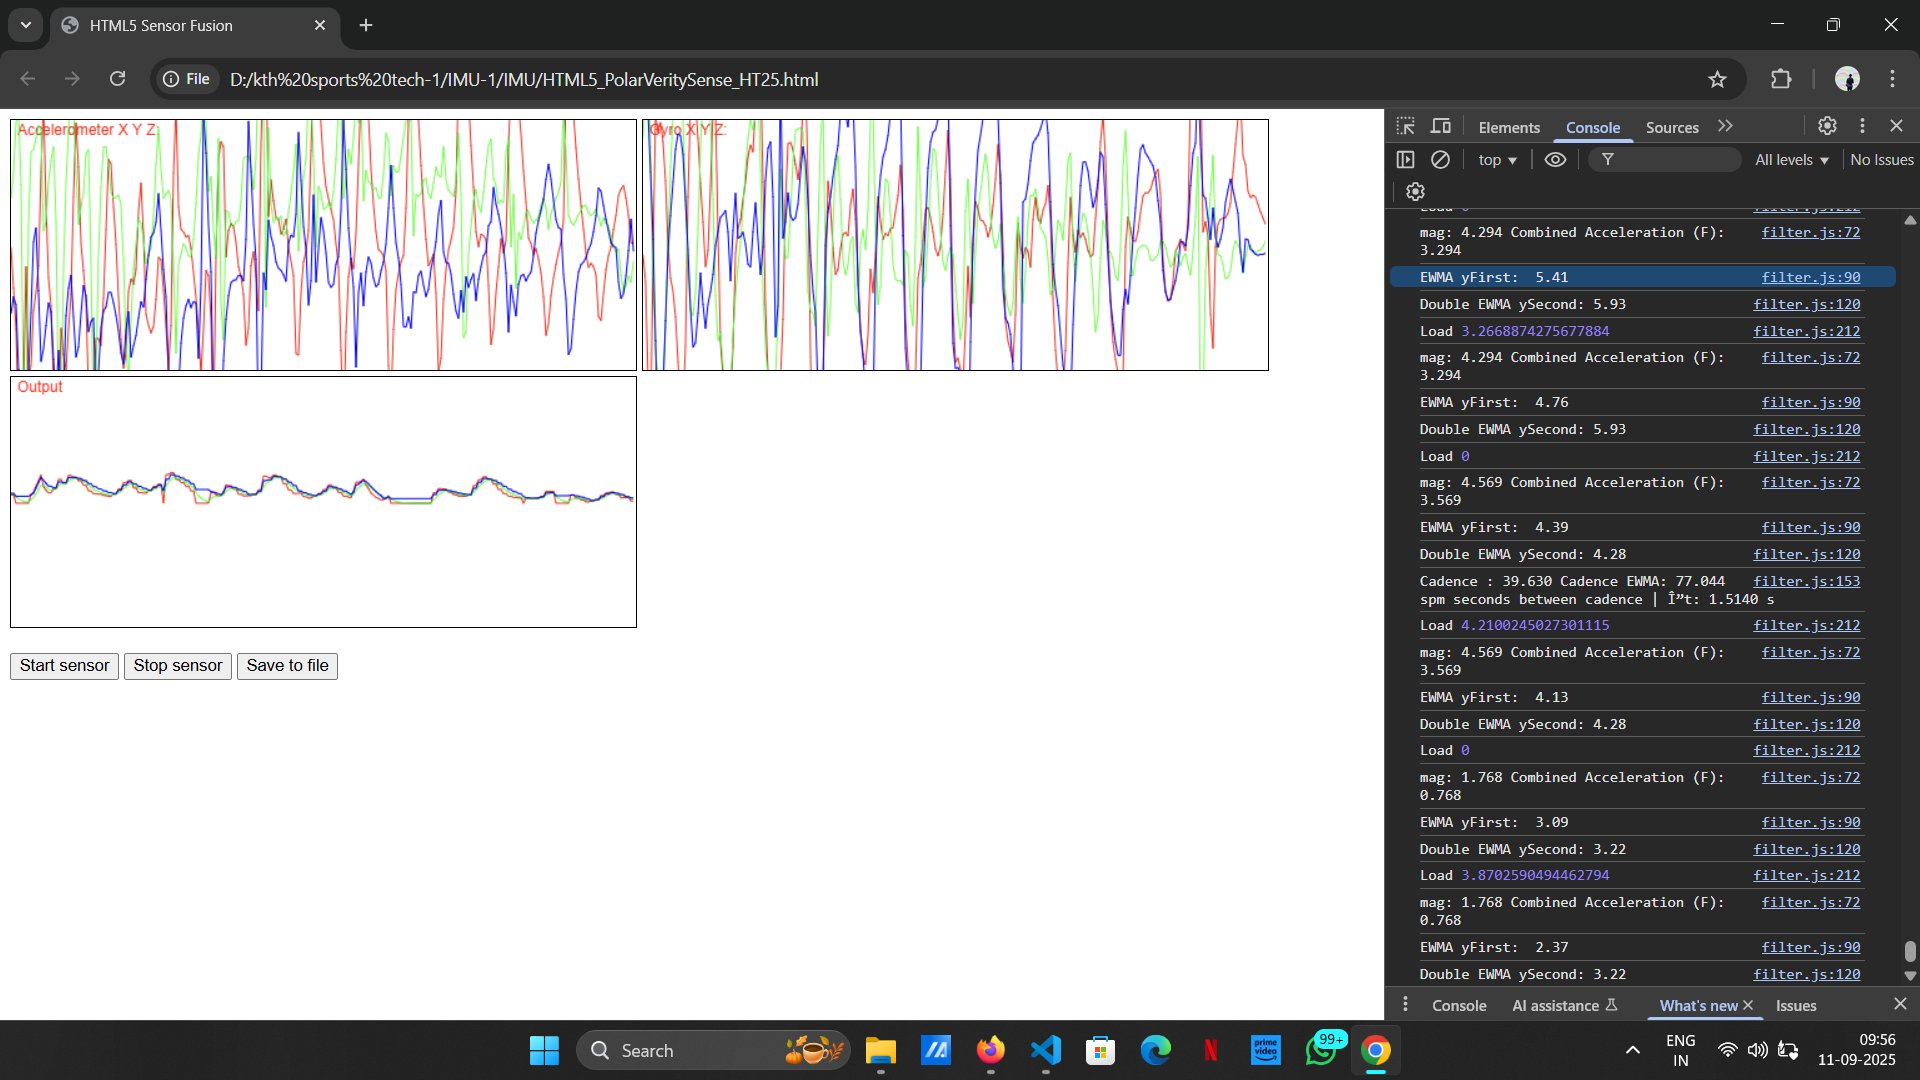 HTML5 Sensor Fusion
File
D:/kth%20sports%20tech-1/IMU-1/IMU/HTML5_PolarVeritySense_HT25.html
Accelerometer X Y Z:
Gyro X Y Z:
Output
Start sensor Stop sensor Save to file
Elements Console Sources
top All levels No Issues
Load 0 filter.js:212
mag: 4.294 Combined Acceleration (F): filter.js:72
3.294
EWMA yFirst: 5.41 filter.js:90
Double EWMA ySecond: 5.93 filter.js:120
Load 3.2668874275677884 filter.js:212
mag: 4.294 Combined Acceleration (F): filter.js:72
3.294
EWMA yFirst: 4.76 filter.js:90
Double EWMA ySecond: 5.93 filter.js:120
Load 0 filter.js:212
mag: 4.569 Combined Acceleration (F): filter.js:72
3.569
EWMA yFirst: 4.39 filter.js:90
Double EWMA ySecond: 4.28 filter.js:120
Cadence : 39.630 Cadence EWMA: 77.044 filter.js:153
spm seconds between cadence | Î”t: 1.5140 s
Load 4.2100245027301115 filter.js:212
mag: 4.569 Combined Acceleration (F): filter.js:72
3.569
EWMA yFirst: 4.13 filter.js:90
Double EWMA ySecond: 4.28 filter.js:120
Load 0 filter.js:212
mag: 1.768 Combined Acceleration (F): filter.js:72
0.768
EWMA yFirst: 3.09 filter.js:90
Double EWMA ySecond: 3.22 filter.js:120
Load 3.8702590494462794 filter.js:212
mag: 1.768 Combined Acceleration (F): filter.js:72
0.768
EWMA yFirst: 2.37 filter.js:90
Double EWMA ySecond: 3.22 filter.js:120
Console AI assistance What's new Issues
Search
prime video
99+
ENG
IN
09:56
11-09-2025